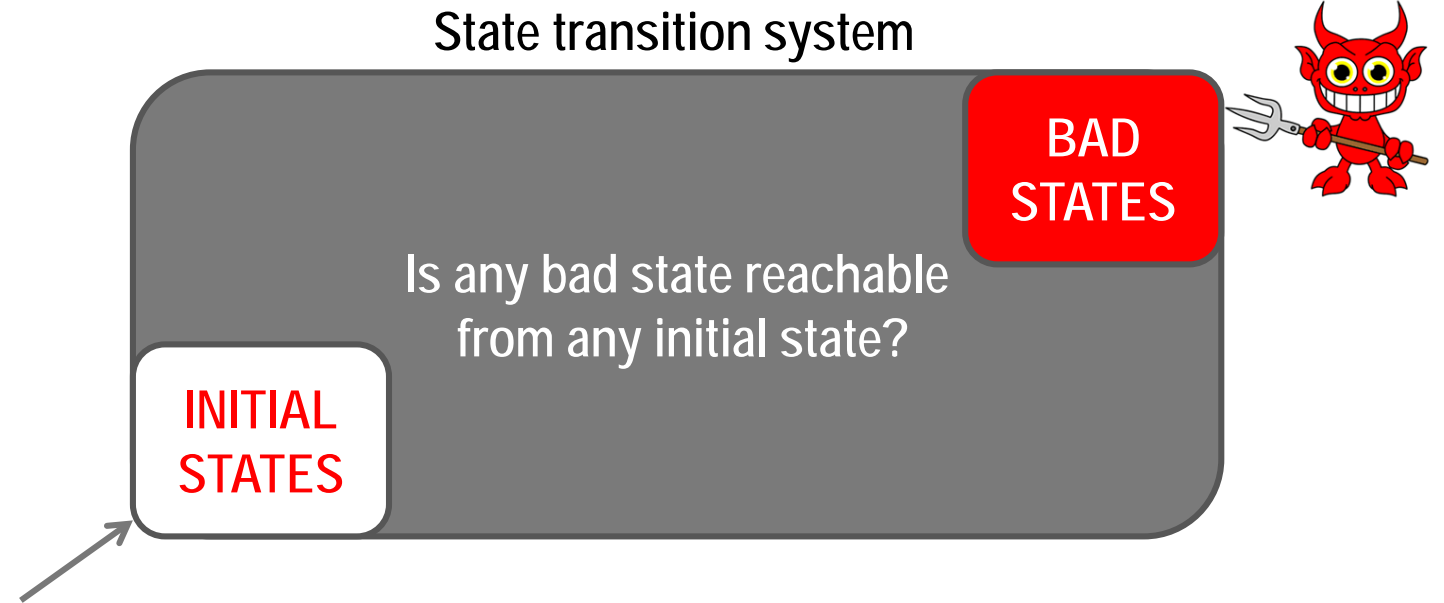 State transition system
BAD
STATES
Is any bad state reachable
from any initial state?
INITIAL
STATES